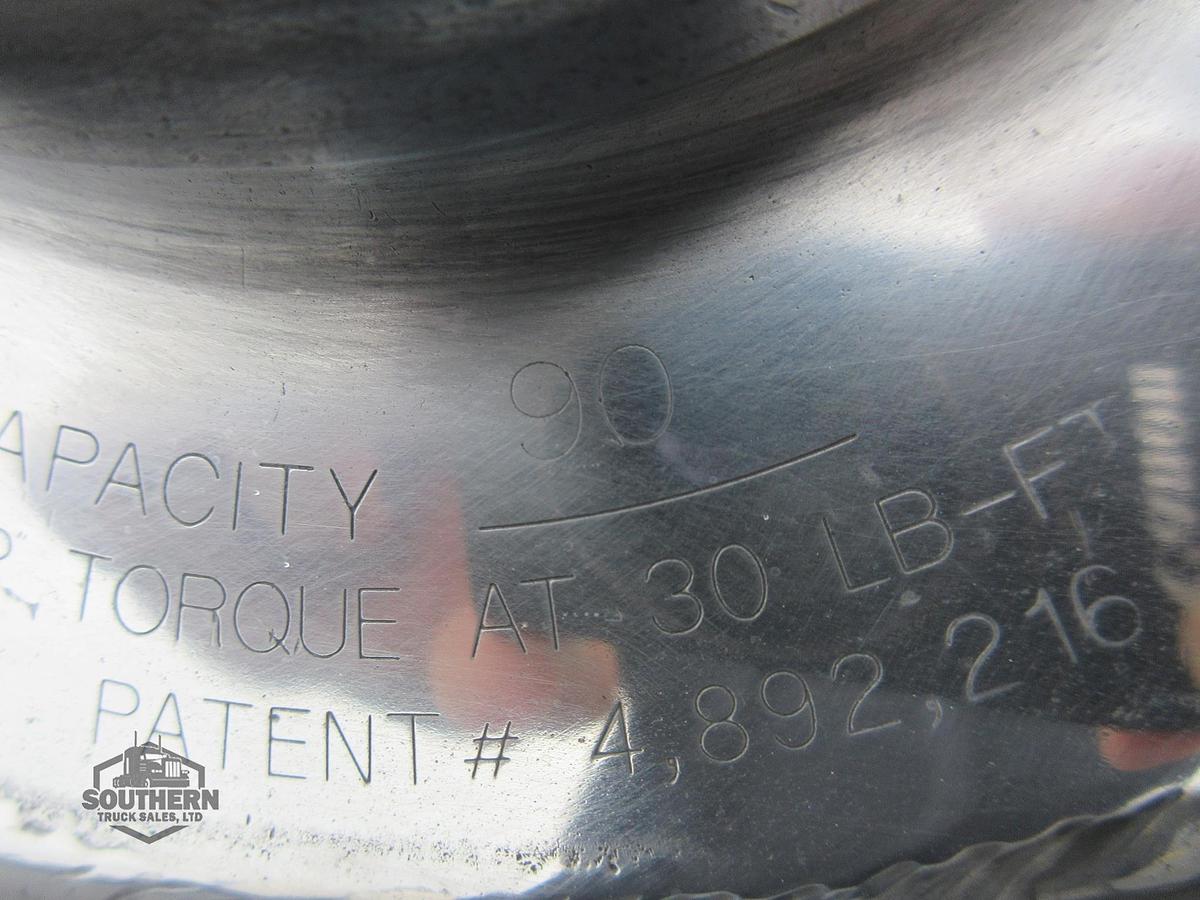 90
APACITY
TORQUE AT 30 LB-FT
PATENT # 4,892,216
SOUTHERN
TRUCK SALES, LTD